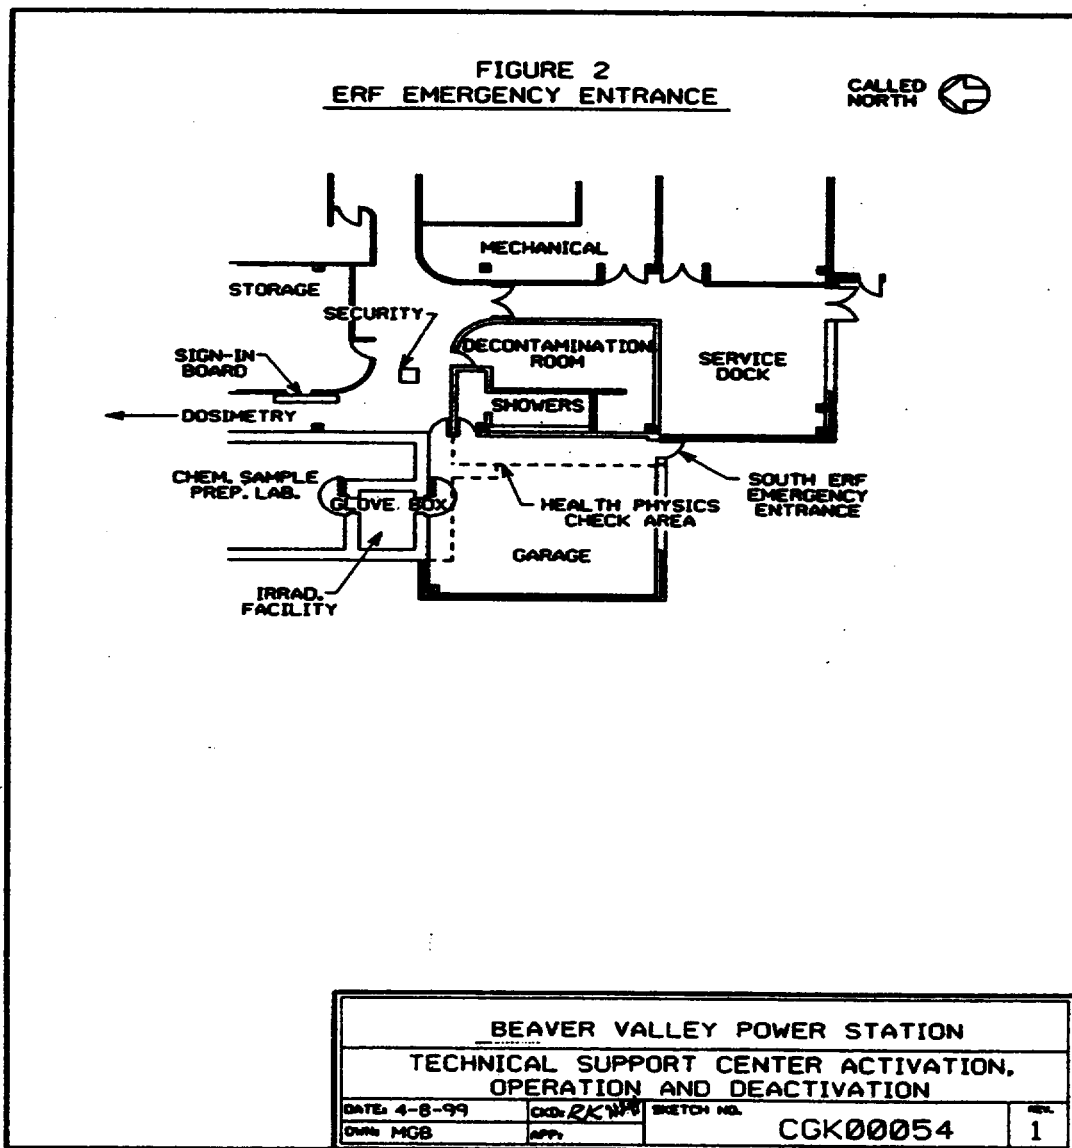 FIGURE 2
ERF EMERGENCY ENTRANCE
CALLED
NORTH
MECHANICAL
STORAGE
SECURITY
SIGN-IN
BOARD
DECONTAMINATION
ROOM
SERVICE
DOCK
SHOWERS
DOSIMETRY
CHEM. SAMPLE
PREP. LAB.
GLOVE BOX
HEALTH PHYSICS
CHECK AREA
SOUTH ERF
EMERGENCY
ENTRANCE
GARAGE
IRRAD.
FACILITY
BEAVER VALLEY POWER STATION
TECHNICAL SUPPORT CENTER ACTIVATION,
OPERATION AND DEACTIVATION
DATE: 4-8-99
CKD: RK
SKETCH NO.
CGK00054
REV.
1
DWN: MGB
APP: